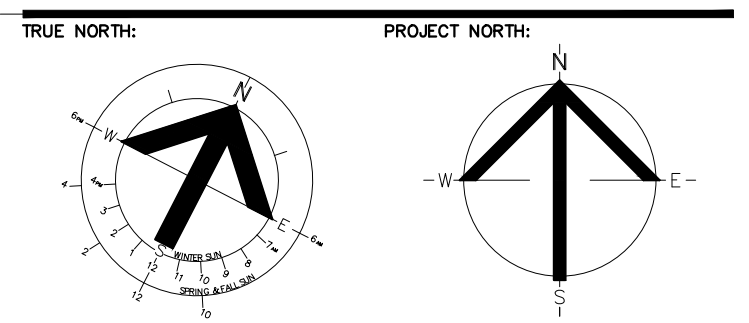 TRUE NORTH:
PROJECT NORTH:
N
W
E
S
6PM
6AM
4
2
12
10
4PM
3
2
1
12
11
10
9
8
7AM
WINTER SUN
SPRING & FALL SUN
N
W
E
S